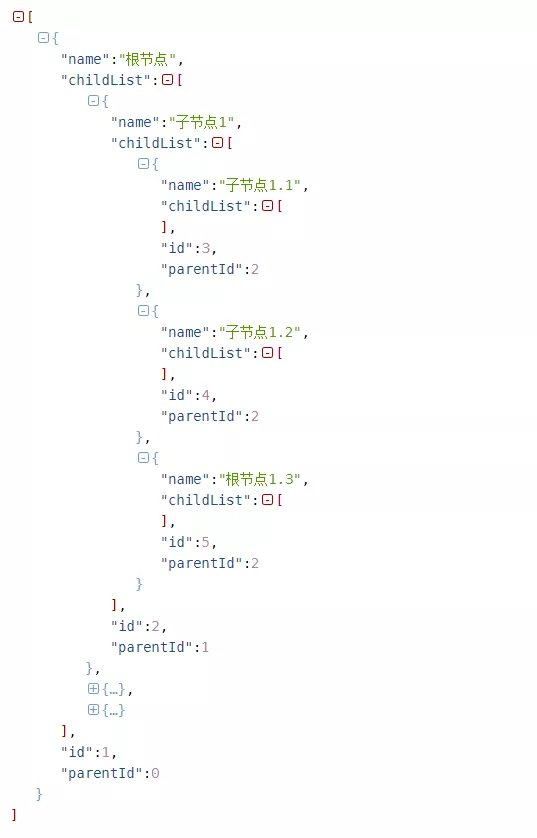 [
{
"name":"根节点",
"childList":[
{
"name":"子节点1",
"childList":[
{
"name":"子节点1.1",
"childList":[
],
"id":3,
"parentId":2
},
{
"name":"子节点1.2",
"childList":[
],
"id":4,
"parentId":2
},
{
"name":"根节点1.3",
"childList":[
],
"id":5,
"parentId":2
}
],
"id":2,
"parentId":1
},
{…},
{…}
],
"id":1,
"parentId":0
}
]